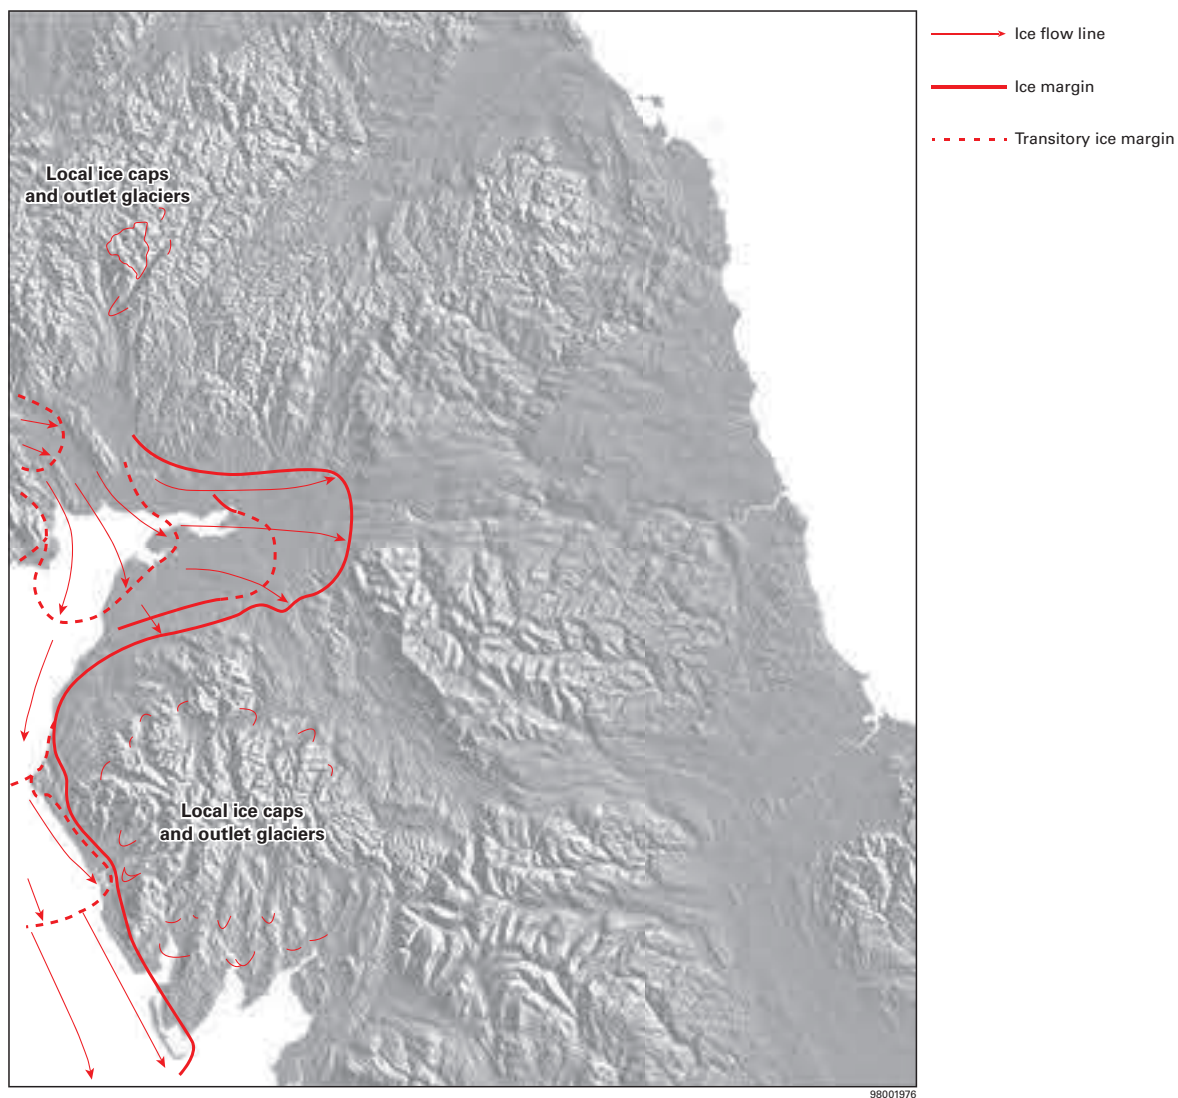 Ice flow line
Ice margin
Transitory ice margin
Local ice caps
and outlet glaciers
Local ice caps
and outlet glaciers
98001976